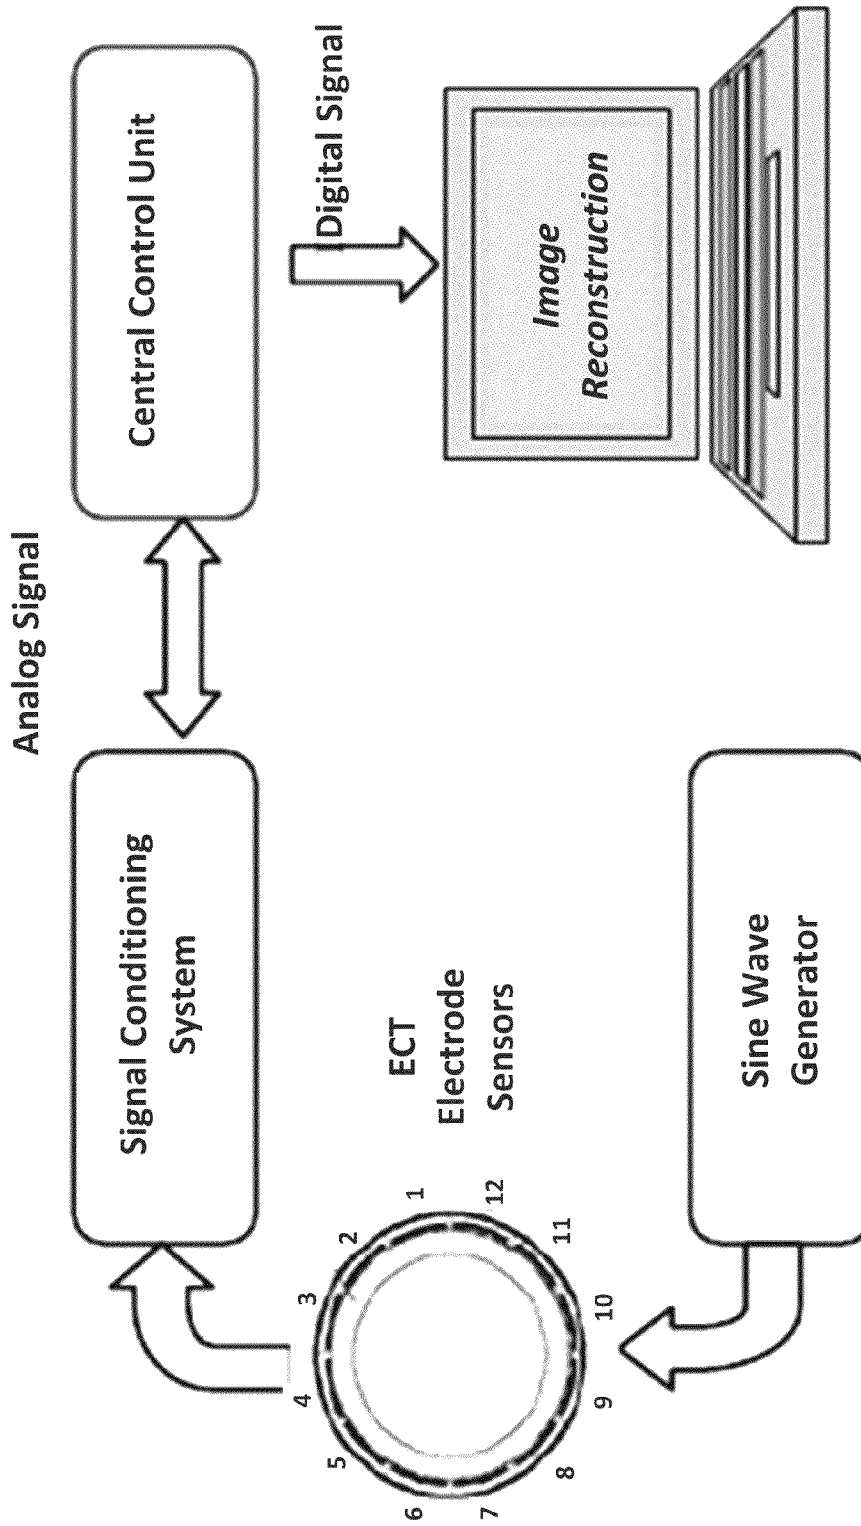 Analog Signal
Signal Conditioning
System
Central Control Unit
Digital Signal
Image
Reconstruction
ECT
Electrode
Sensors
1
2
3
4
5
6
7
8
9
10
11
12
Sine Wave
Generator